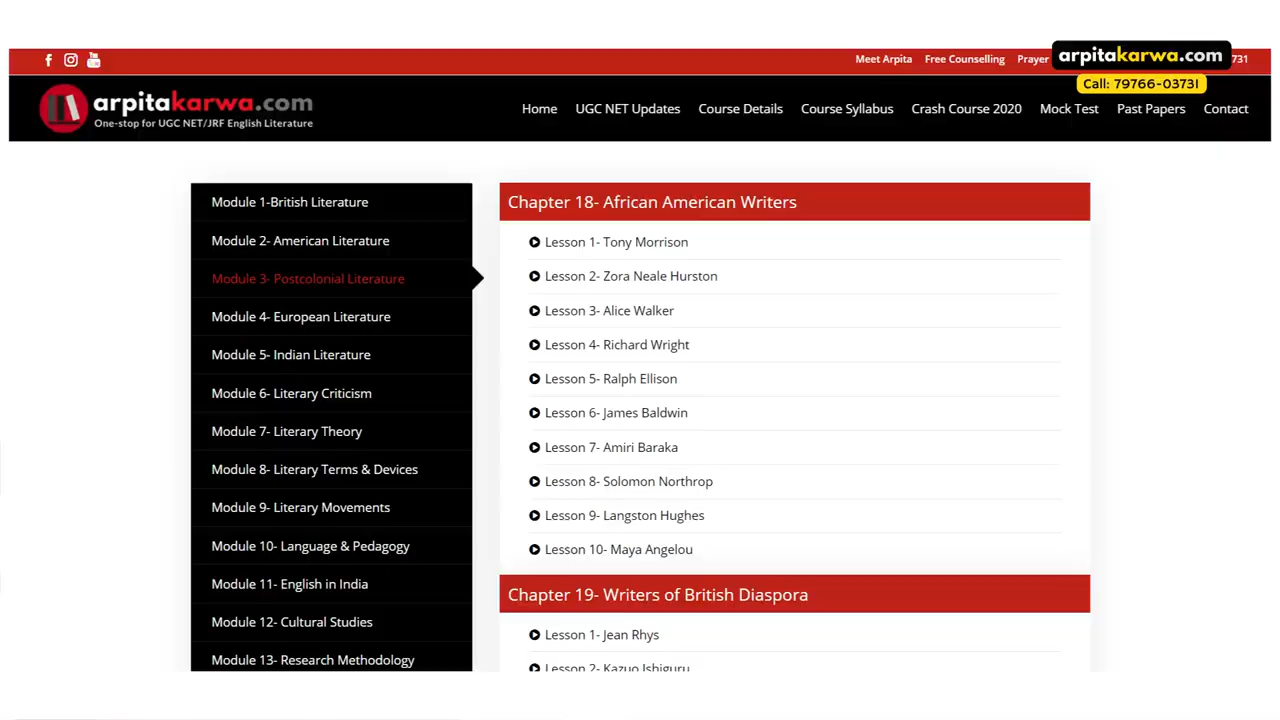 Meet Arpita Free Counselling Prayer 731
arpitakarwa.com
Call: 79766-03731
arpitakarwa.com
One-stop for UGC NET/JRF English Literature
Home UGC NET Updates Course Details Course Syllabus Crash Course 2020 Mock Test Past Papers Contact
Module 1-British Literature
Module 2- American Literature
Module 3- Postcolonial Literature
Module 4- European Literature
Module 5- Indian Literature
Module 6- Literary Criticism
Module 7- Literary Theory
Module 8- Literary Terms & Devices
Module 9- Literary Movements
Module 10- Language & Pedagogy
Module 11- English in India
Module 12- Cultural Studies
Module 13- Research Methodology
Chapter 18- African American Writers
Lesson 1- Tony Morrison
Lesson 2- Zora Neale Hurston
Lesson 3- Alice Walker
Lesson 4- Richard Wright
Lesson 5- Ralph Ellison
Lesson 6- James Baldwin
Lesson 7- Amiri Baraka
Lesson 8- Solomon Northrop
Lesson 9- Langston Hughes
Lesson 10- Maya Angelou
Chapter 19- Writers of British Diaspora
Lesson 1- Jean Rhys
Lesson 2- Kazuo Ishiguru